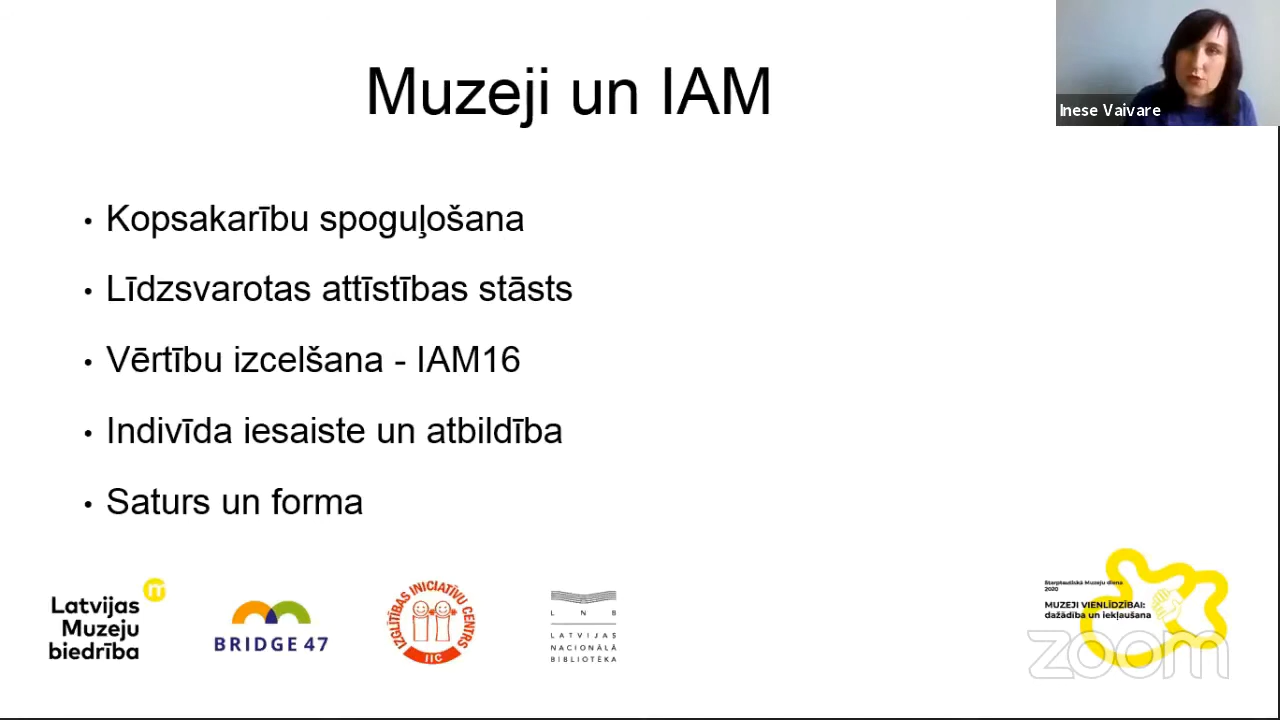 Muzeji un IAM
Inese Vaivare
• Kopsakarību spoguļošana
• Līdzsvarotas attīstības stāsts
• Vērtību izcelšana - IAM16
• Indivīda iesaiste un atbildība
• Saturs un forma
m
Latvijas
Muzeju
biedrība
BRIDGE 47
IZGLĪTĪBAS INICIATĪVU CENTRS
IIC
L N B
LATVIJAS
NACIONĀLĀ
BIBLIOTĒKA
Starptautiskā Muzeju diena
2020
MUZEJI VIENLĪDZĪBAI:
dažādība un iekļaušana
zoom